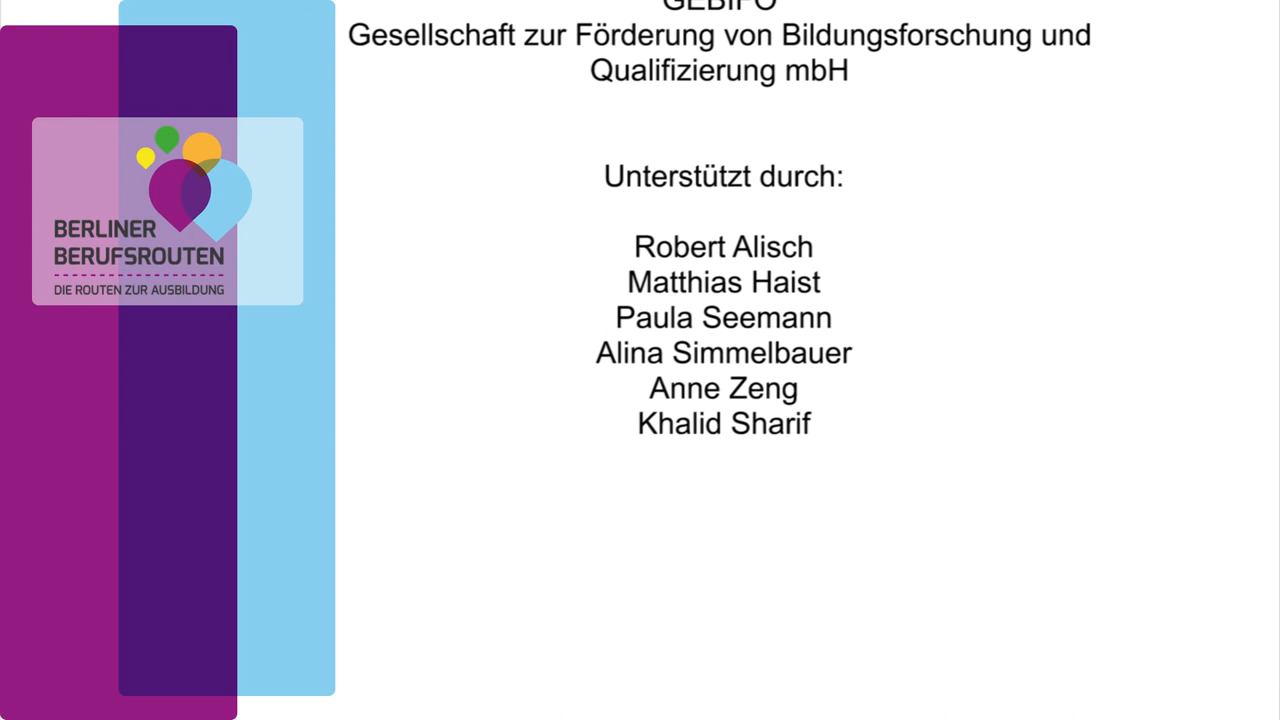 GEBIFO
Gesellschaft zur Förderung von Bildungsforschung und
Qualifizierung mbH
Unterstützt durch:
Robert Alisch
Matthias Haist
Paula Seemann
Alina Simmelbauer
Anne Zeng
Khalid Sharif
BERLINER
BERUFSROUTEN
DIE ROUTEN ZUR AUSBILDUNG